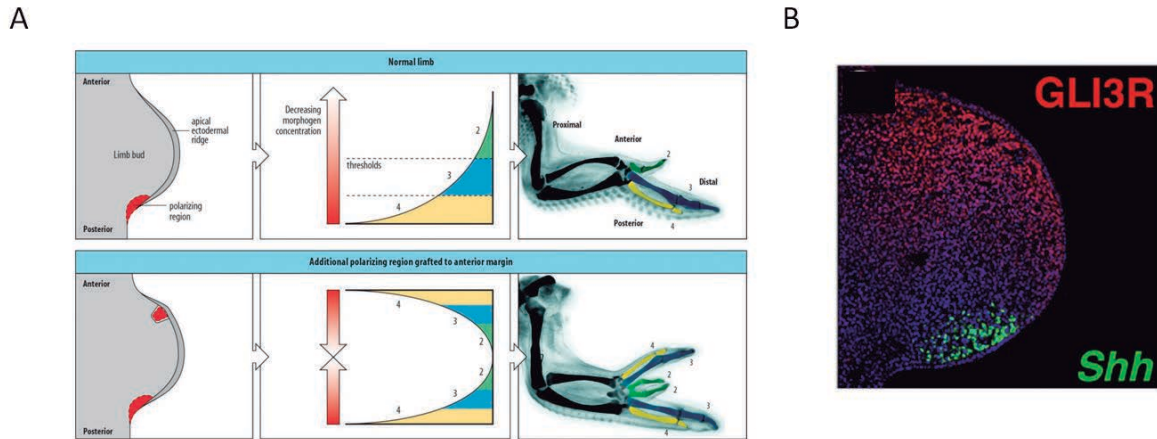 A
B
Normal limb
Anterior
apical
ectodermal
ridge
Limb bud
polarizing
region
Posterior
Decreasing
morphogen
concentration
thresholds
2
3
4
Proximal
Anterior
2
3
Distal
Posterior
4
Additional polarizing region grafted to anterior margin
Anterior
Posterior
4
3
2
2
3
4
4
3
2
2
3
4
GLI3R
Shh